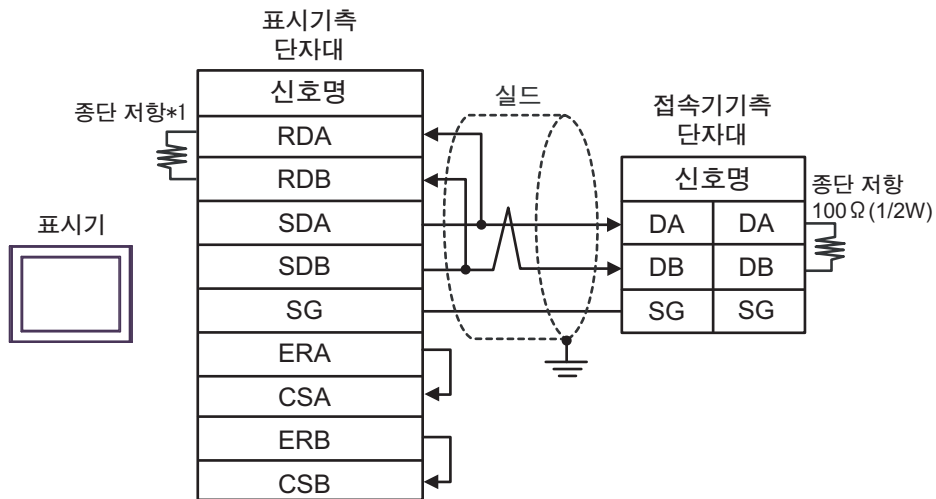 표시기측
단자대
신호명
종단 저항*1
RDA
RDB
SDA
SDB
SG
ERA
CSA
ERB
CSB
표시기
실드
접속기기측
단자대
신호명
DA DA
DB DB
SG SG
종단 저항
100Ω(1/2W)